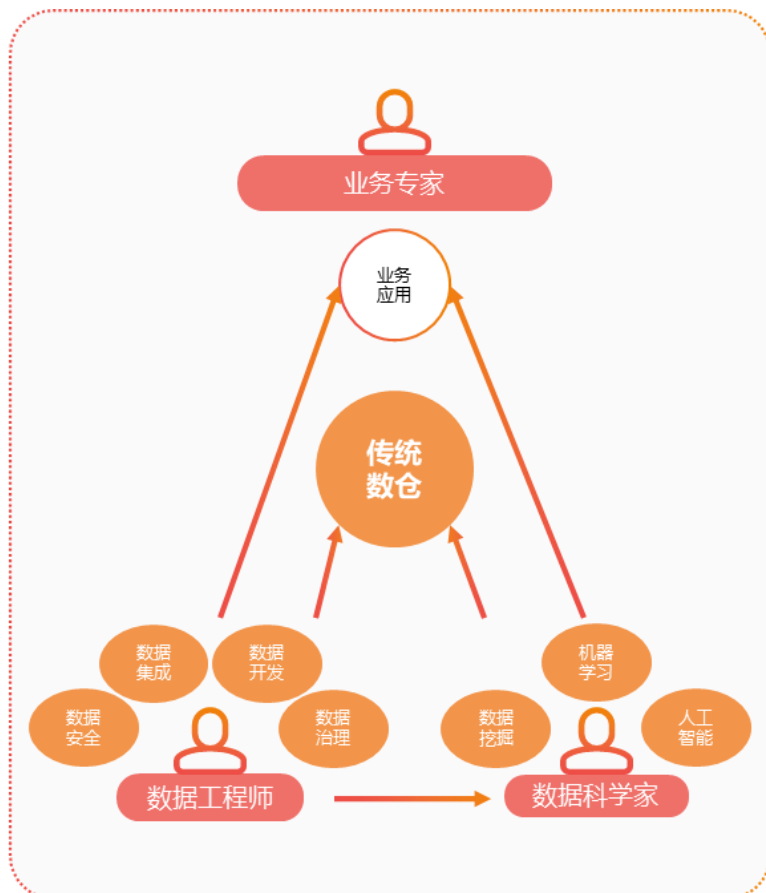 业务专家
业务
应用
传统
数仓
数据
集成
数据
开发
机器
学习
数据
安全
数据
治理
数据
挖掘
人工
智能
数据工程师
数据科学家